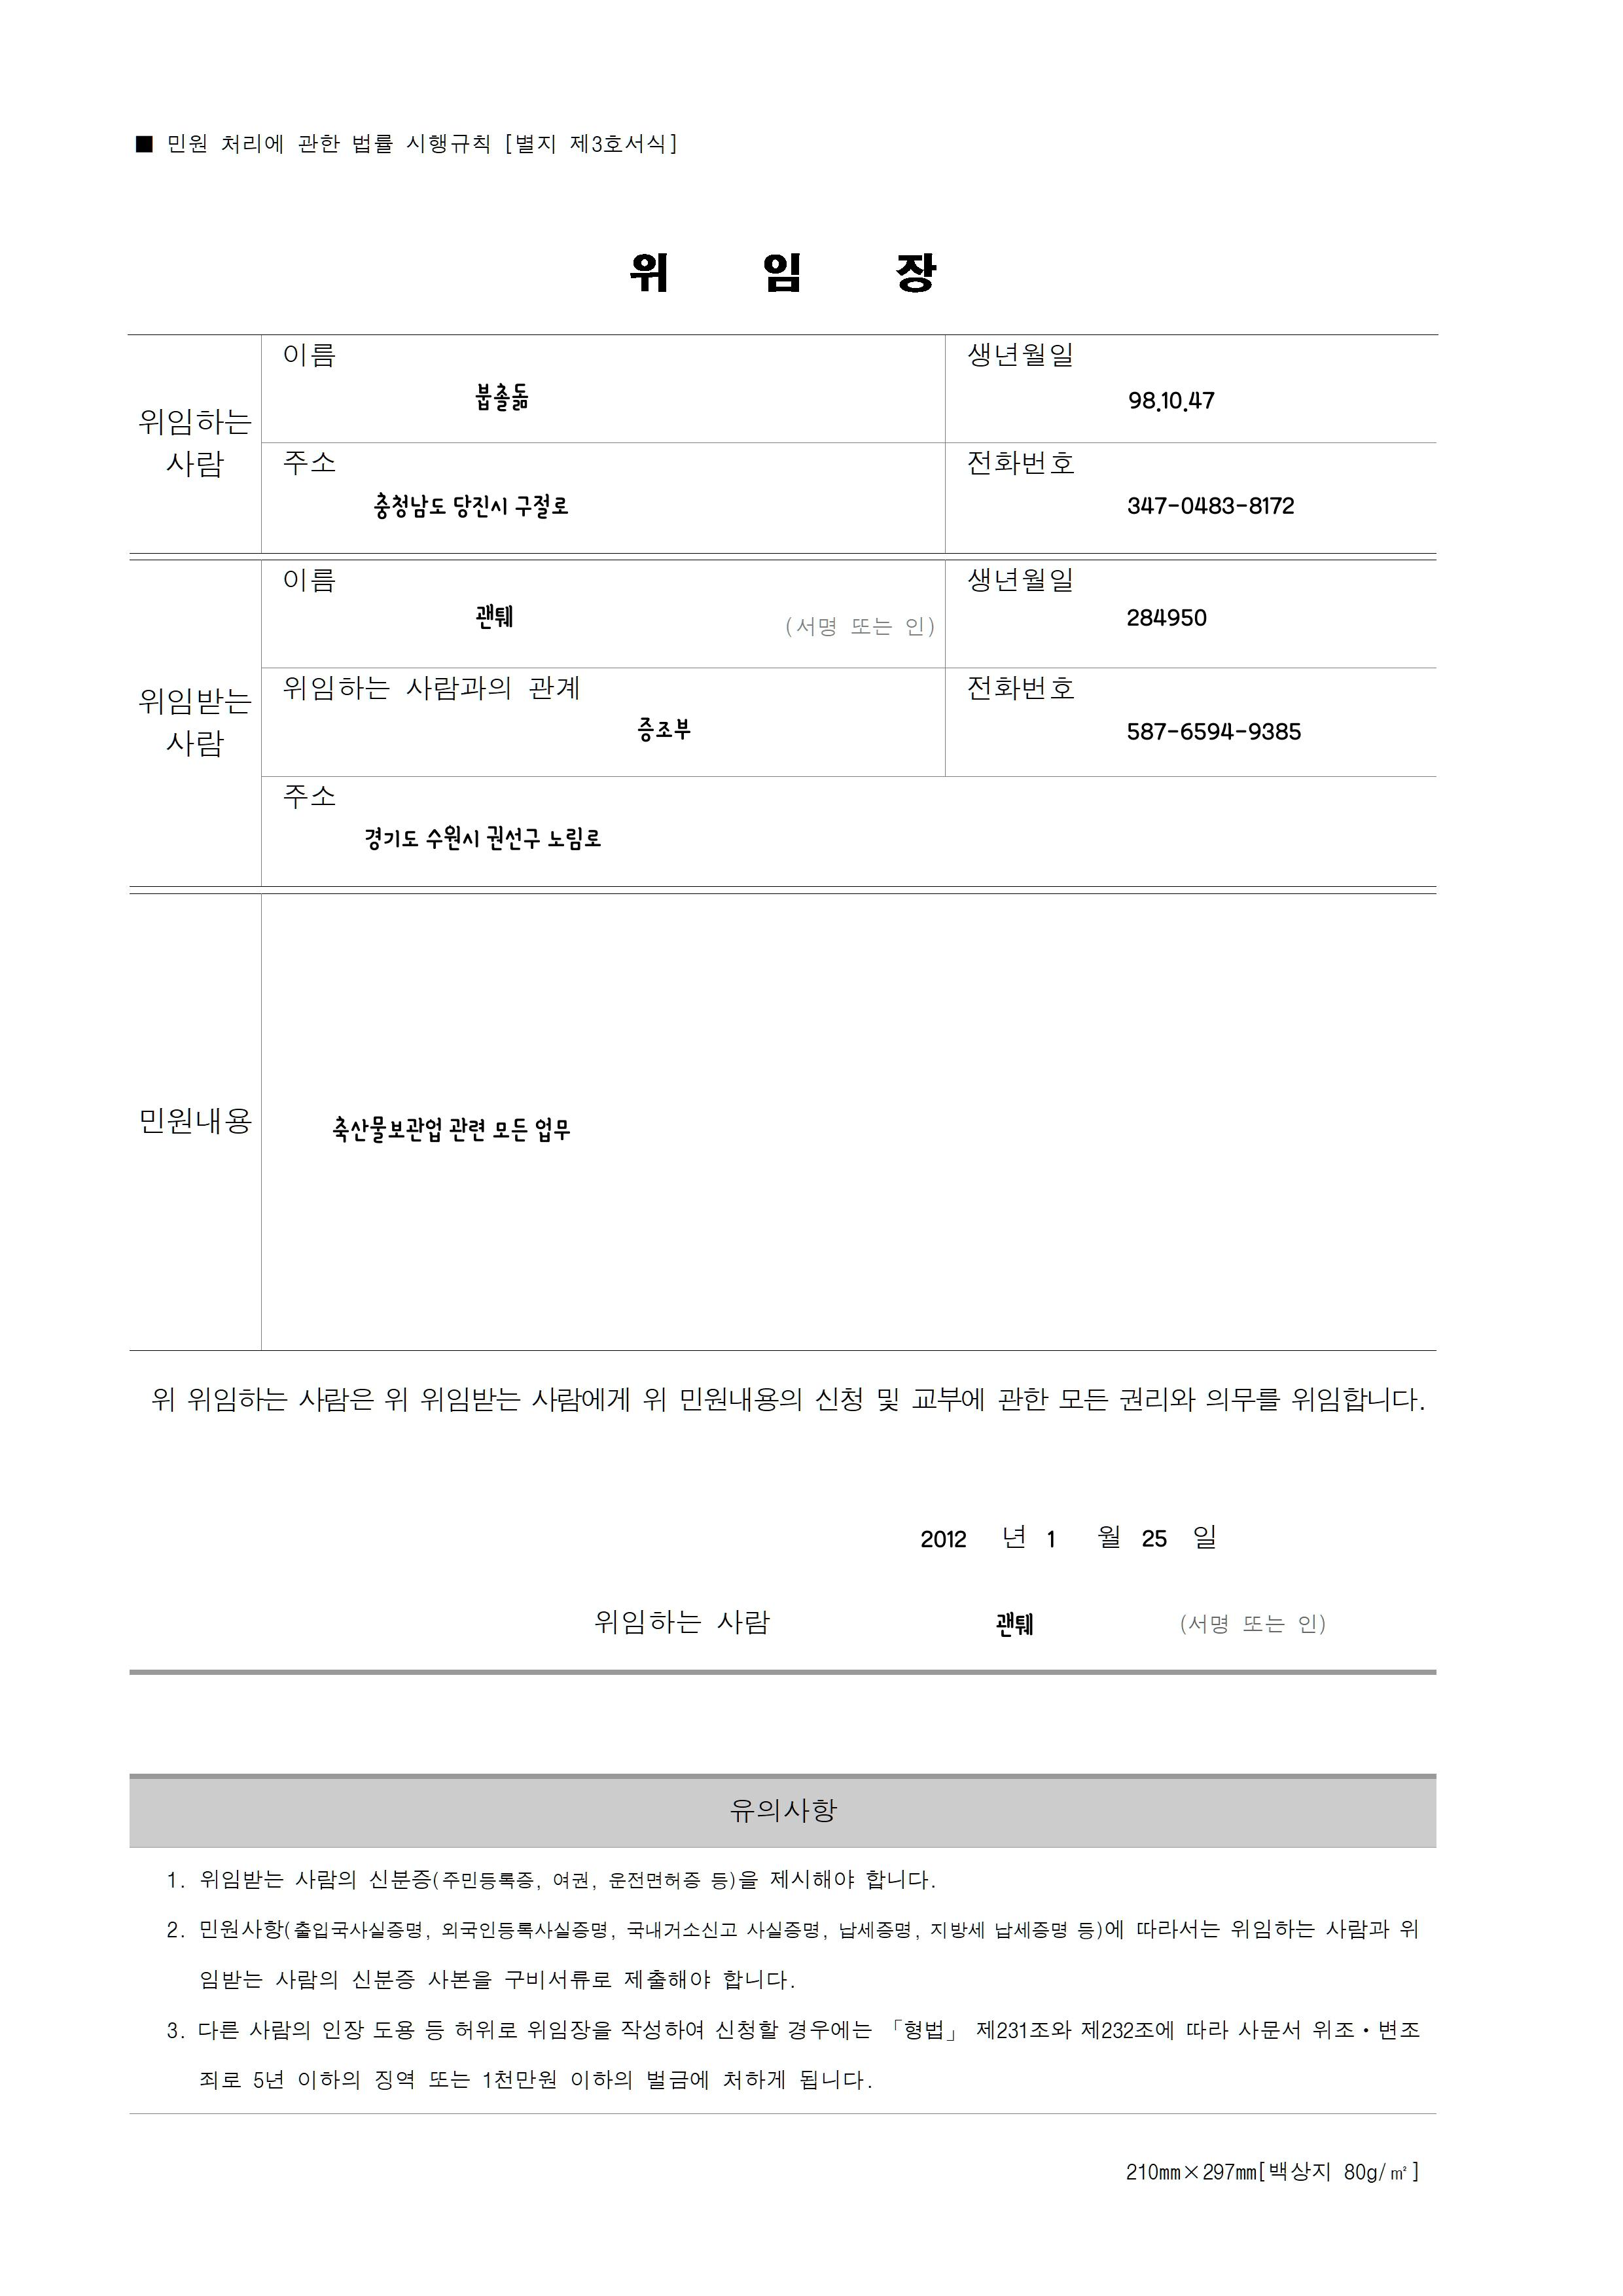 ■ 민원 처리에 관한 법률 시행규칙 [별지 제3호서식]
위 임 장
위임하는 사람
이름
붑촐돎
생년월일
98.10.47
주소
충청남도 당진시 구절로
전화번호
347-0483-8172
위임받는 사람
이름
괜퉤
(서명 또는 인)
생년월일
284950
위임하는 사람과의 관계
증조부
전화번호
587-6594-9385
주소
경기도 수원시 권선구 노림로
민원내용
축산물보관업 관련 모든 업무
위 위임하는 사람은 위 위임받는 사람에게 위 민원내용의 신청 및 교부에 관한 모든 권리와 의무를 위임합니다.
2012 년 1 월 25 일
위임하는 사람 괜퉤 (서명 또는 인)
유의사항
1. 위임받는 사람의 신분증(주민등록증, 여권, 운전면허증 등)을 제시해야 합니다.
2. 민원사항(출입국사실증명, 외국인등록사실증명, 국내거소신고 사실증명, 납세증명, 지방세 납세증명 등)에 따라서는 위임하는 사람과 위
임받는 사람의 신분증 사본을 구비서류로 제출해야 합니다.
3. 다른 사람의 인장 도용 등 허위로 위임장을 작성하여 신청할 경우에는 「형법」 제231조와 제232조에 따라 사문서 위조·변조
죄로 5년 이하의 징역 또는 1천만원 이하의 벌금에 처하게 됩니다.
210㎜×297㎜[백상지 80g/㎡]